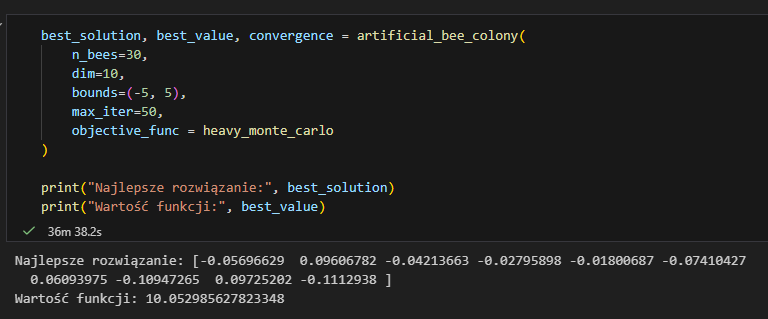 best_solution, best_value, convergence = artificial_bee_colony(
    n_bees=30,
    dim=10,
    bounds=(-5, 5),
    max_iter=50,
    objective_func = heavy_monte_carlo
)
print("Najlepsze rozwiązanie:", best_solution)
print("Wartość funkcji:", best_value)
36m 38.2s
Najlepsze rozwiązanie: [-0.05696629  0.09606782 -0.04213663 -0.02795898 -0.01800687 -0.07410427
  0.06093975 -0.10947265  0.09725202 -0.1112938 ]
Wartość funkcji: 10.052985627823348